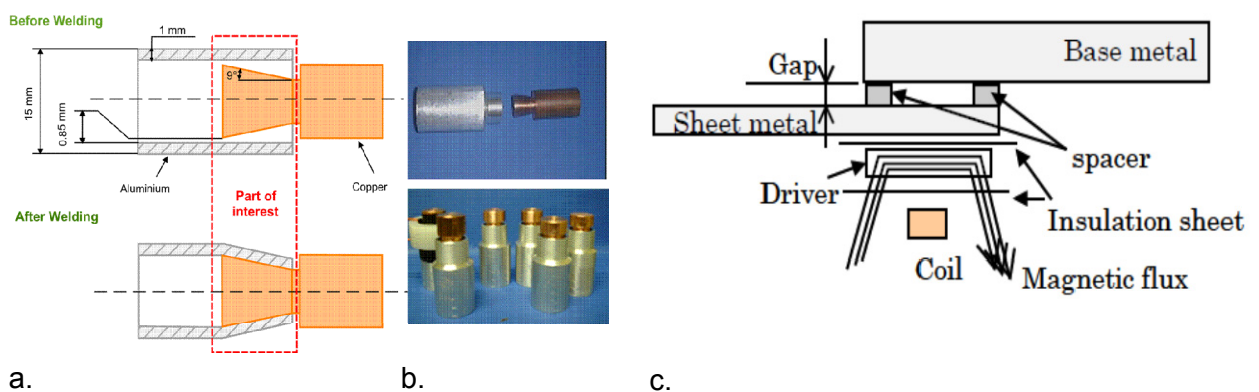 Before Welding
1 mm
9°
15 mm
0.85 mm
Aluminium
Copper
Part of
interest
After Welding
a.
b.
Gap
Base metal
Sheet metal
spacer
Driver
Insulation sheet
Coil
Magnetic flux
c.